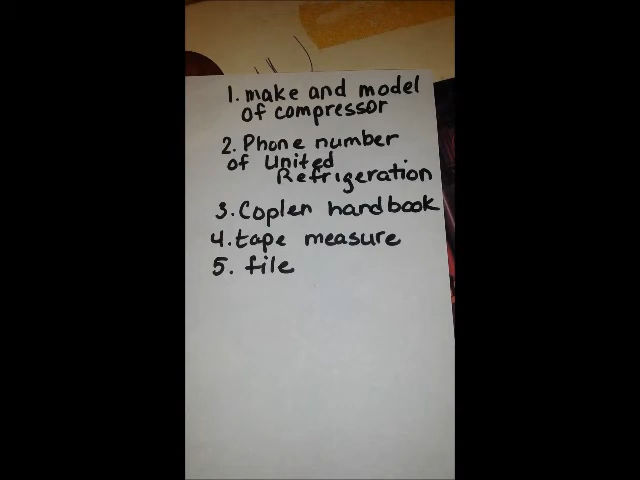 1. make and model
of compressor
2. Phone number
of United
Refrigeration
3. Coplen handbook
4. tape measure
5. file